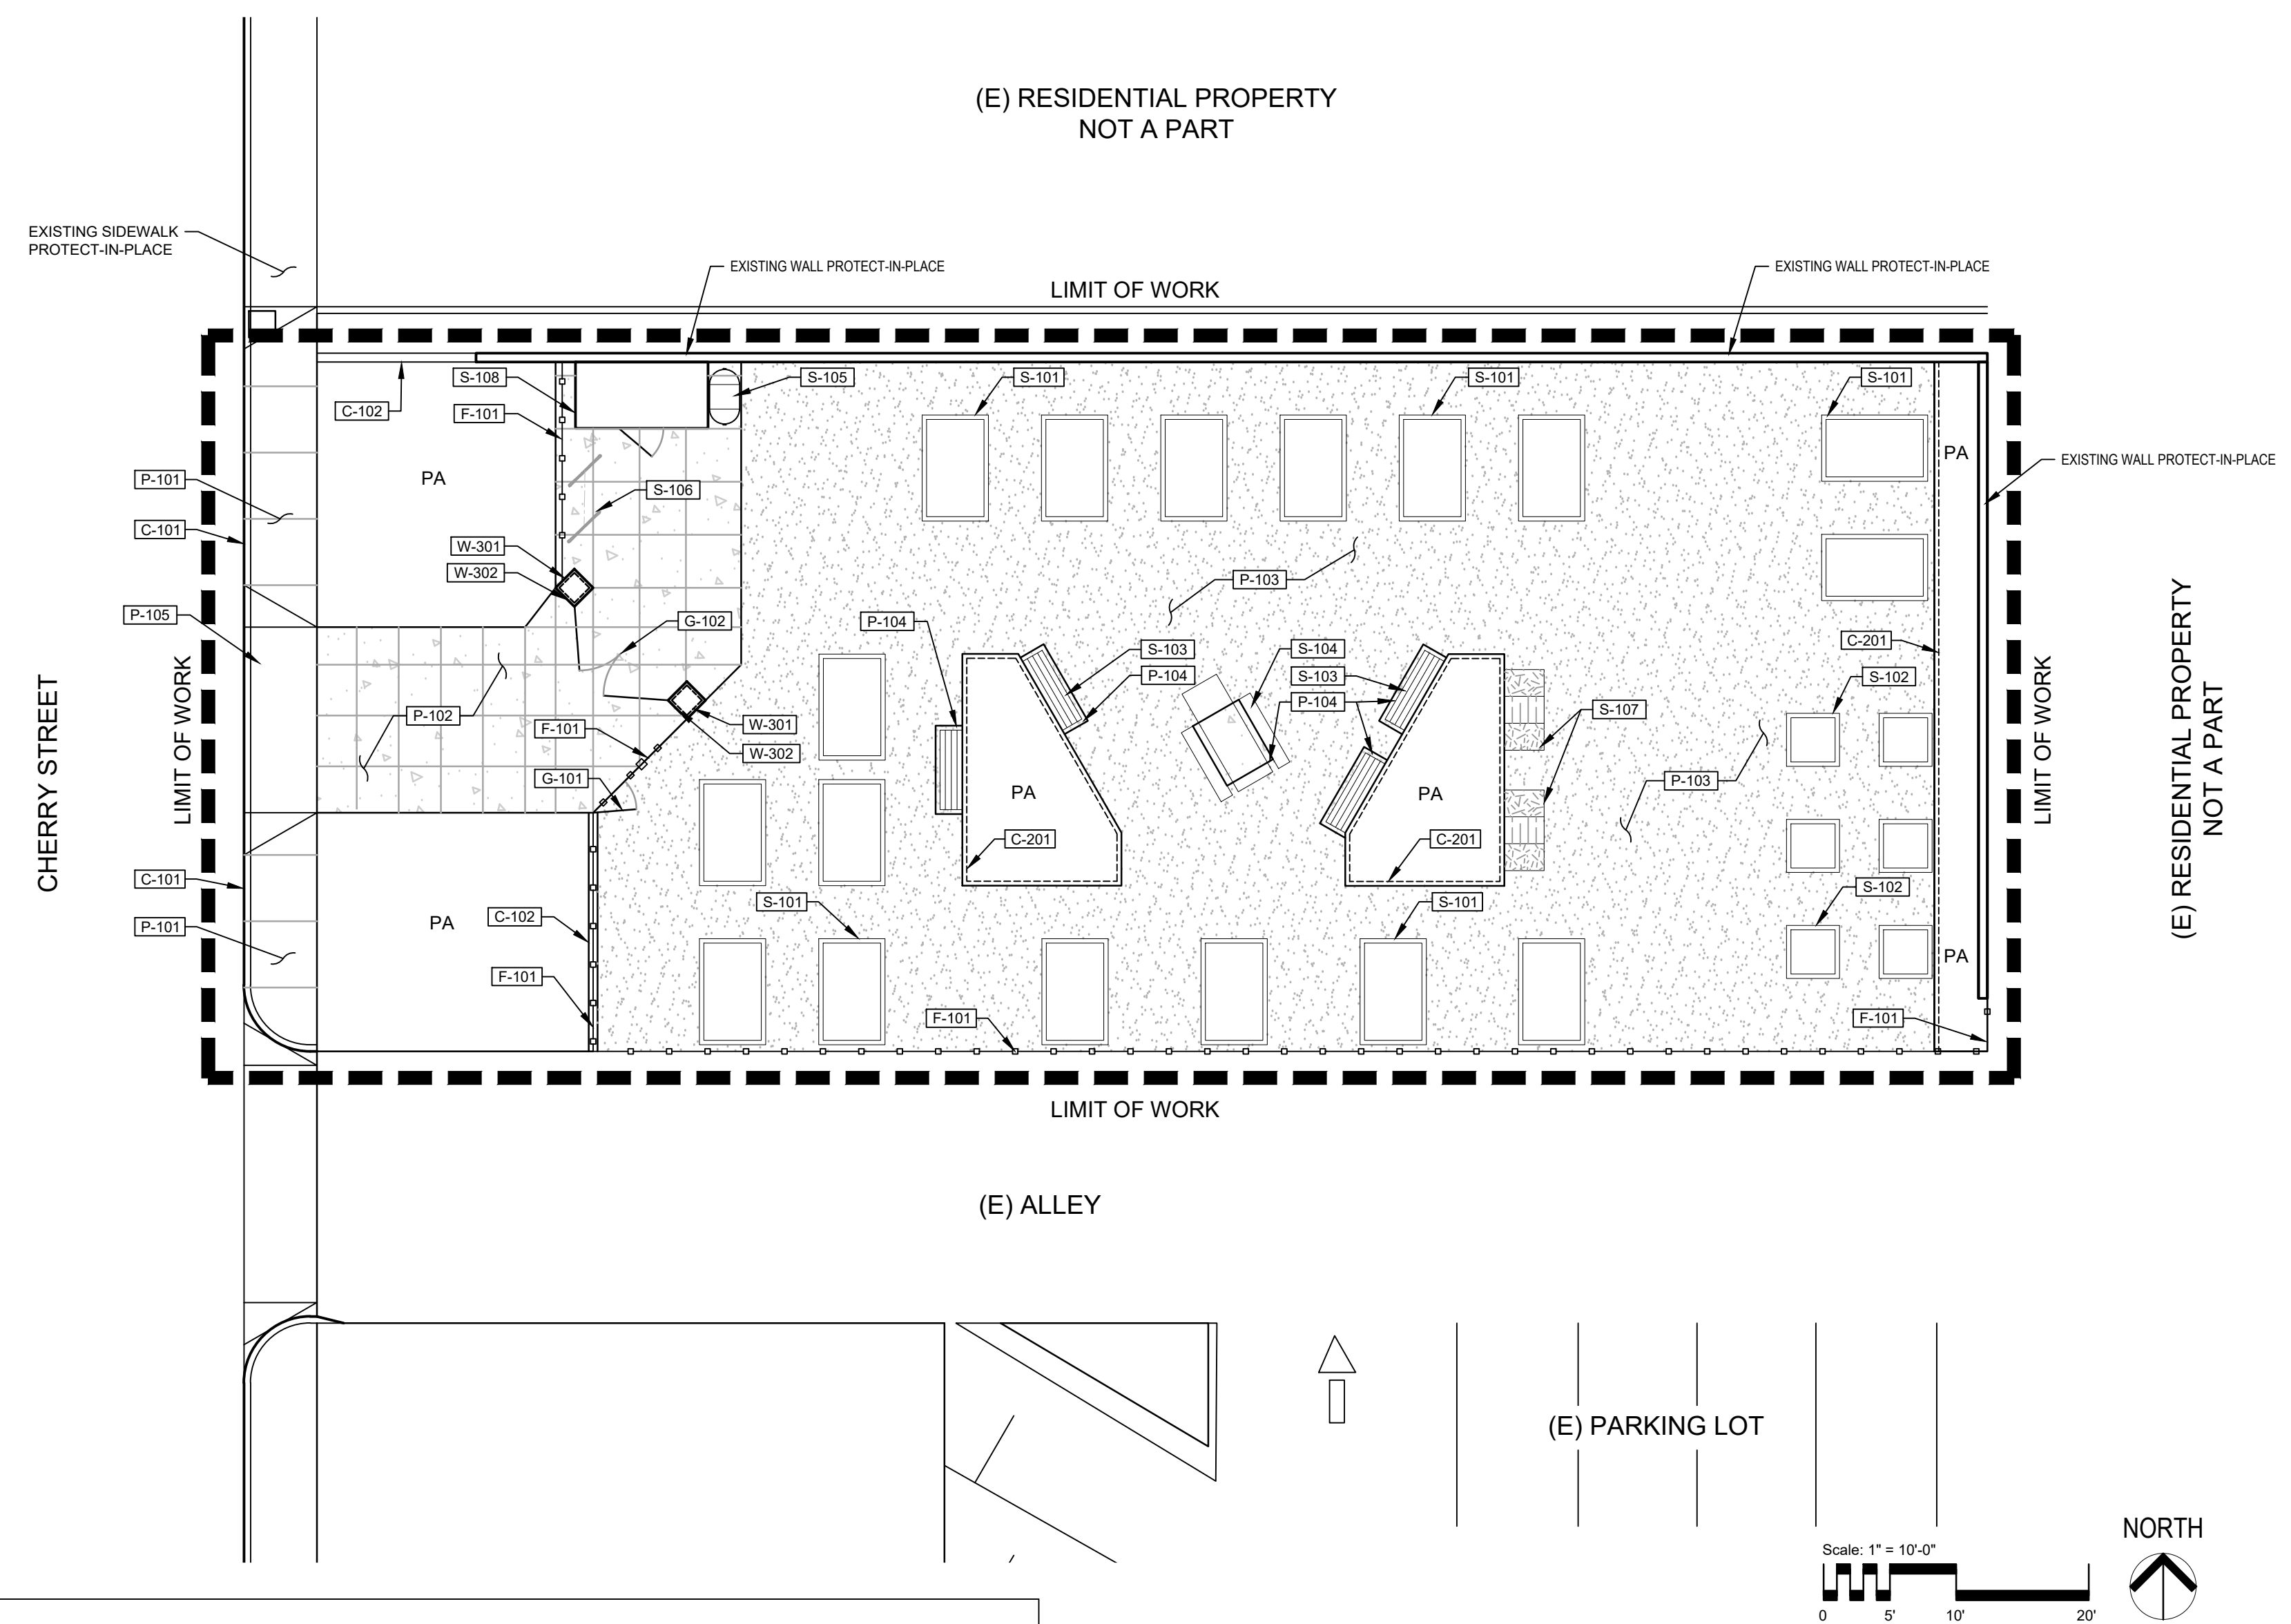 (E) RESIDENTIAL PROPERTY
NOT A PART
EXISTING SIDEWALK
PROTECT-IN-PLACE
EXISTING WALL PROTECT-IN-PLACE
EXISTING WALL PROTECT-IN-PLACE
LIMIT OF WORK
S-108
S-105
S-101
S-101
S-101
C-102
F-101
PA
PA
EXISTING WALL PROTECT-IN-PLACE
P-101
S-106
C-101
W-301
W-302
P-103
P-105
G-102
P-104
C-201
S-103
S-104
P-104
S-103
S-102
P-104
S-107
P-102
F-101
W-301
W-302
G-101
P-103
PA
PA
CHERRY STREET
LIMIT OF WORK
LIMIT OF WORK
(E) RESIDENTIAL PROPERTY
NOT A PART
C-201
C-201
C-101
S-101
S-101
S-102
P-101
PA
C-102
PA
F-101
F-101
F-101
LIMIT OF WORK
(E) ALLEY
(E) PARKING LOT
NORTH
Scale: 1" = 10'-0"
0 5' 10' 20'